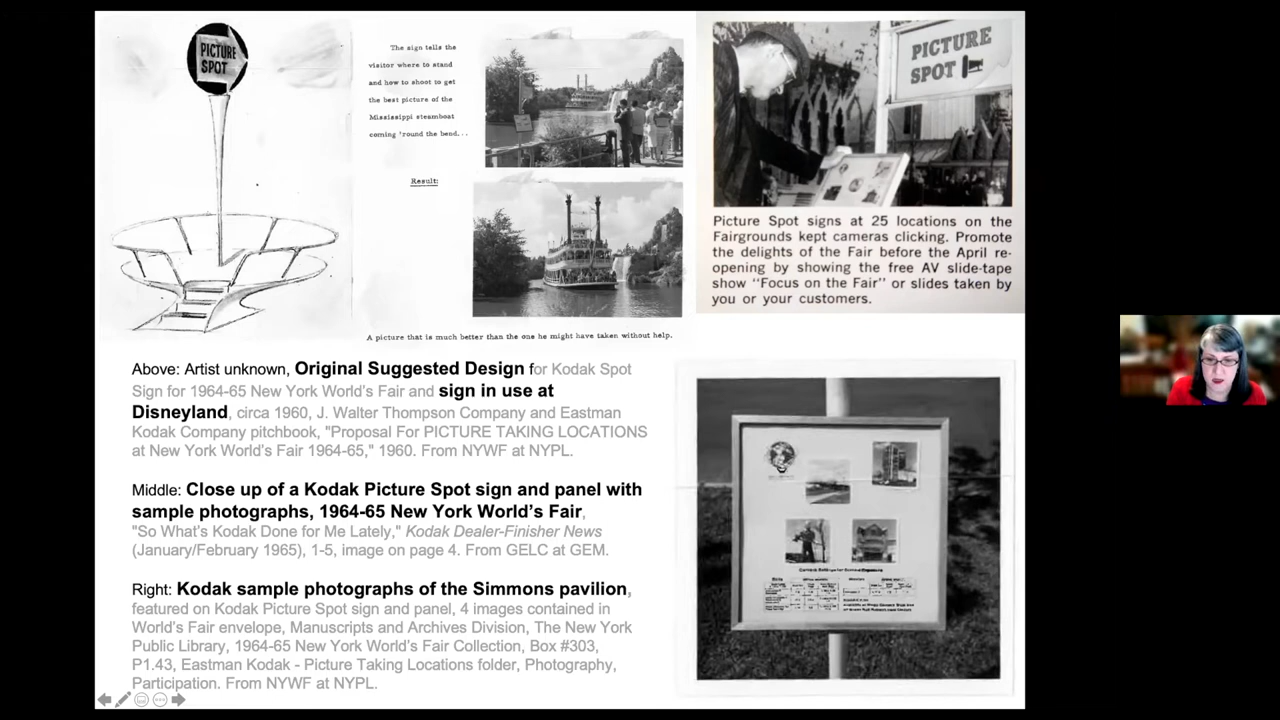 PICTURE
SPOT
The sign tells the
visitor where to stand
and how to shoot to get
the best picture of the
Mississippi steamboat
coming 'round the bend...
Result:
A picture that is much better than the one he might have taken without help.
PICTURE
SPOT
Picture Spot signs at 25 locations on the
Fairgrounds kept cameras clicking. Promote
the delights of the Fair before the April re-
opening by showing the free AV slide-tape
show "Focus on the Fair" or slides taken by
you or your customers.
Above: Artist unknown, Original Suggested Design for Kodak Spot
Sign for 1964-65 New York World's Fair and sign in use at
Disneyland, circa 1960, J. Walter Thompson Company and Eastman
Kodak Company pitchbook, "Proposal For PICTURE TAKING LOCATIONS
at New York World's Fair 1964-65," 1960. From NYWF at NYPL.
Middle: Close up of a Kodak Picture Spot sign and panel with
sample photographs, 1964-65 New York World's Fair,
"So What's Kodak Done for Me Lately," Kodak Dealer-Finisher News
(January/February 1965), 1-5, image on page 4. From GELC at GEM.
Right: Kodak sample photographs of the Simmons pavilion,
featured on Kodak Picture Spot sign and panel, 4 images contained in
World's Fair envelope, Manuscripts and Archives Division, The New York
Public Library, 1964-65 New York World's Fair Collection, Box #303,
P1.43, Eastman Kodak - Picture Taking Locations folder, Photography,
Participation. From NYWF at NYPL.